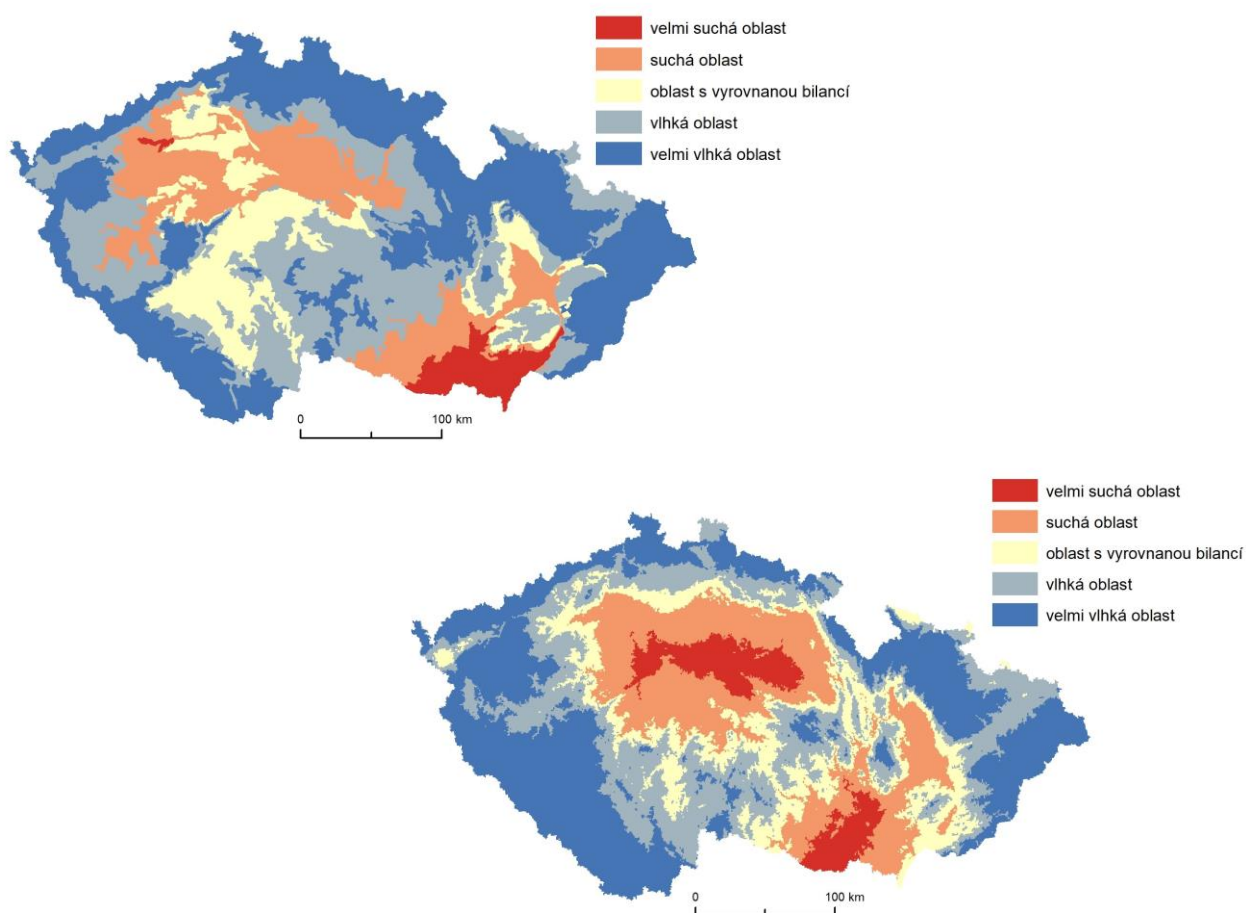 velmi suchá oblast
suchá oblast
oblast s vyrovnanou bilancí
vlhká oblast
velmi vlhká oblast
0 100 km
velmi suchá oblast
suchá oblast
oblast s vyrovnanou bilancí
vlhká oblast
velmi vlhká oblast
0 100 km